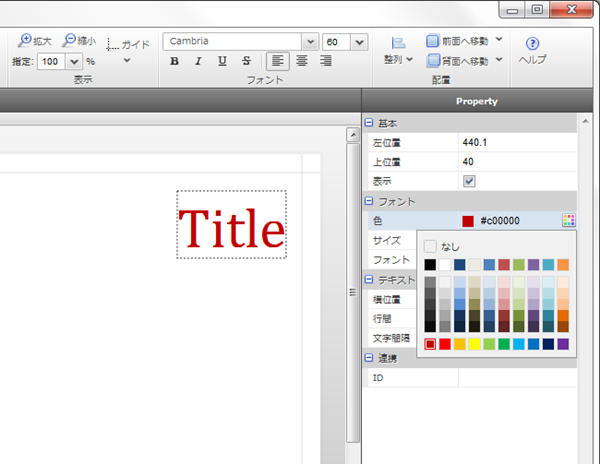 拡大 縮小 ガイド Cambria 60 前面へ移動
指定: 100 % B I U S 整列 背面へ移動 ヘルプ
表示 フォント 配置
Property
基本
左位置 440.1
上位置 40
表示
フォント
色 #c00000
サイズ
なし
フォント
テキスト
横位置
行間
文字間隔
連携
ID
Title